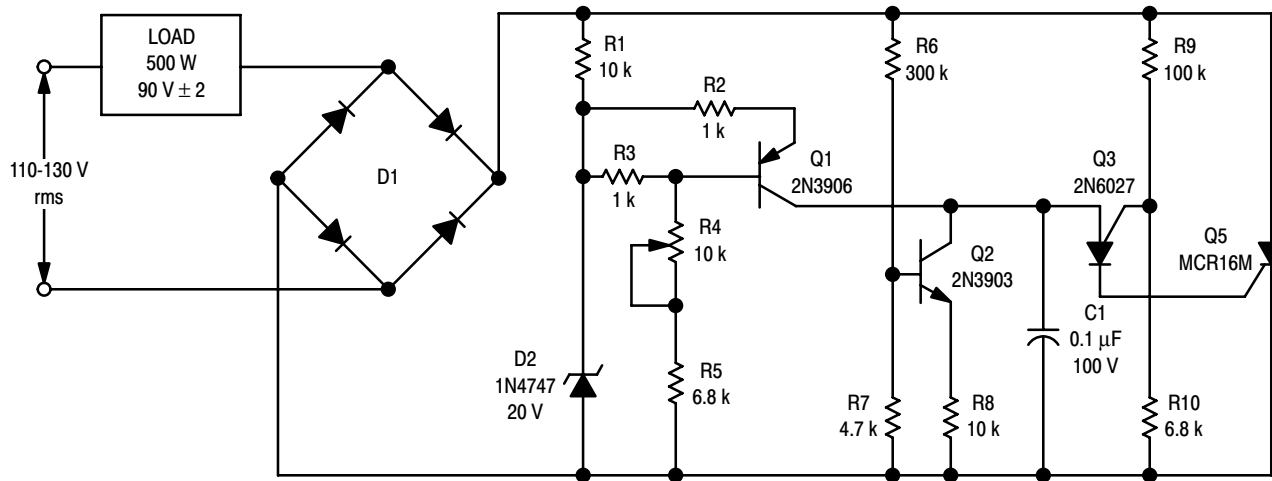 LOAD
500 W
90 V ± 2
110-130 V
rms
D1
R1
10 k
R2
1 k
R3
1 k
R4
10 k
R5
6.8 k
D2
1N4747
20 V
Q1
2N3906
R6
300 k
R7
4.7 k
Q2
2N3903
R8
10 k
C1
0.1 µF
100 V
Q3
2N6027
R9
100 k
R10
6.8 k
Q5
MCR16M